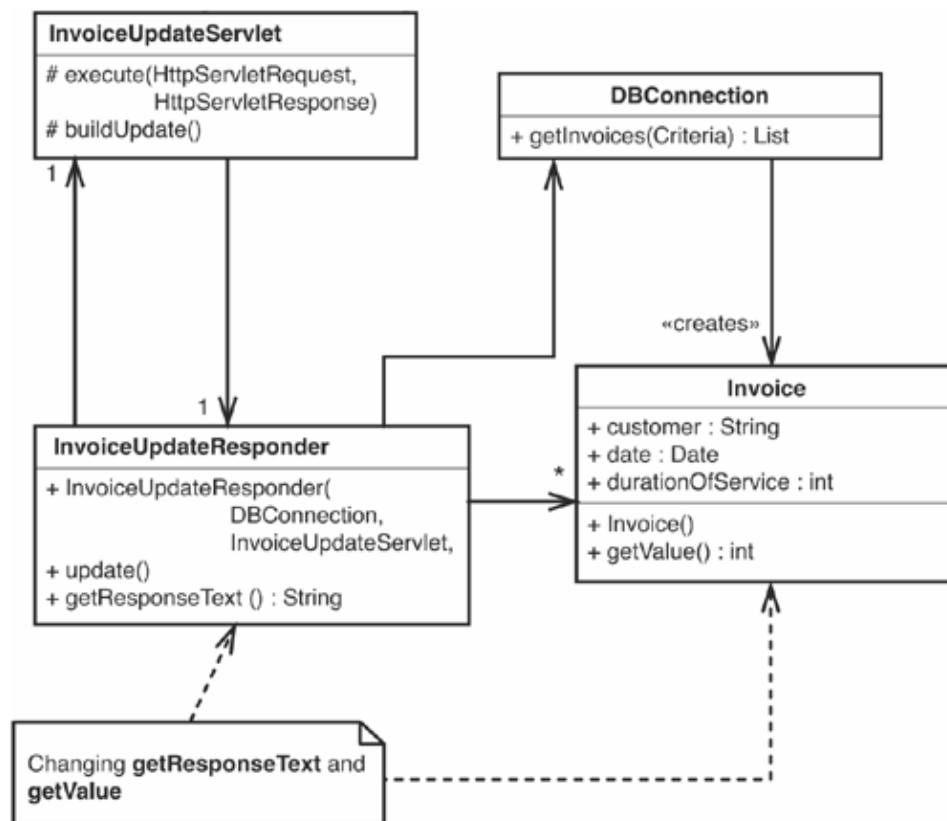 InvoiceUpdateServlet
# execute(HttpServletRequest,
HttpServletResponse)
# buildUpdate()
DBConnection
+ getInvoices(Criteria) : List
1
1
«creates»
Invoice
+ customer : String
+ date : Date
+ durationOfService : int
+ Invoice()
+ getValue() : int
InvoiceUpdateResponder
+ InvoiceUpdateResponder(
DBConnection,
InvoiceUpdateServlet,
+ update()
+ getResponseText () : String
*
Changing getResponseText and
getValue